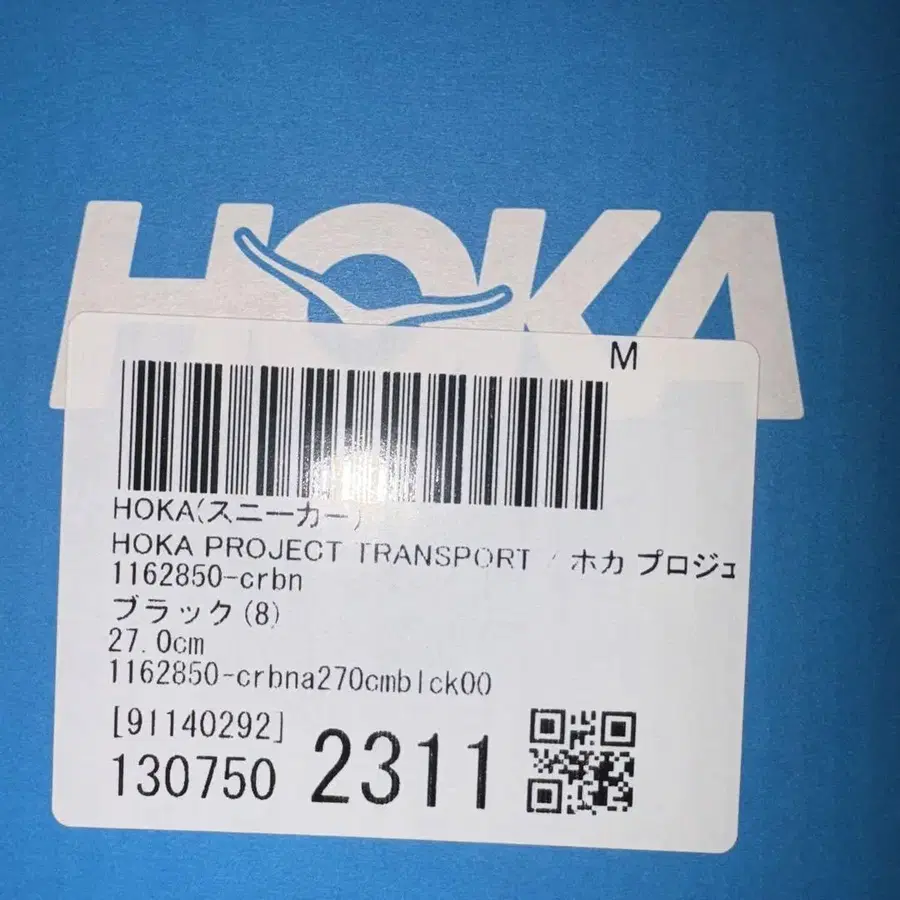 HOKA
M
HOKA(スニーカー)
HOKA PROJECT TRANSPORT / ホカ プロジェ
1162850-crbn
ブラック(8)
27.0cm
1162850-crbna270cmblck00
[91140292]
130750 2311